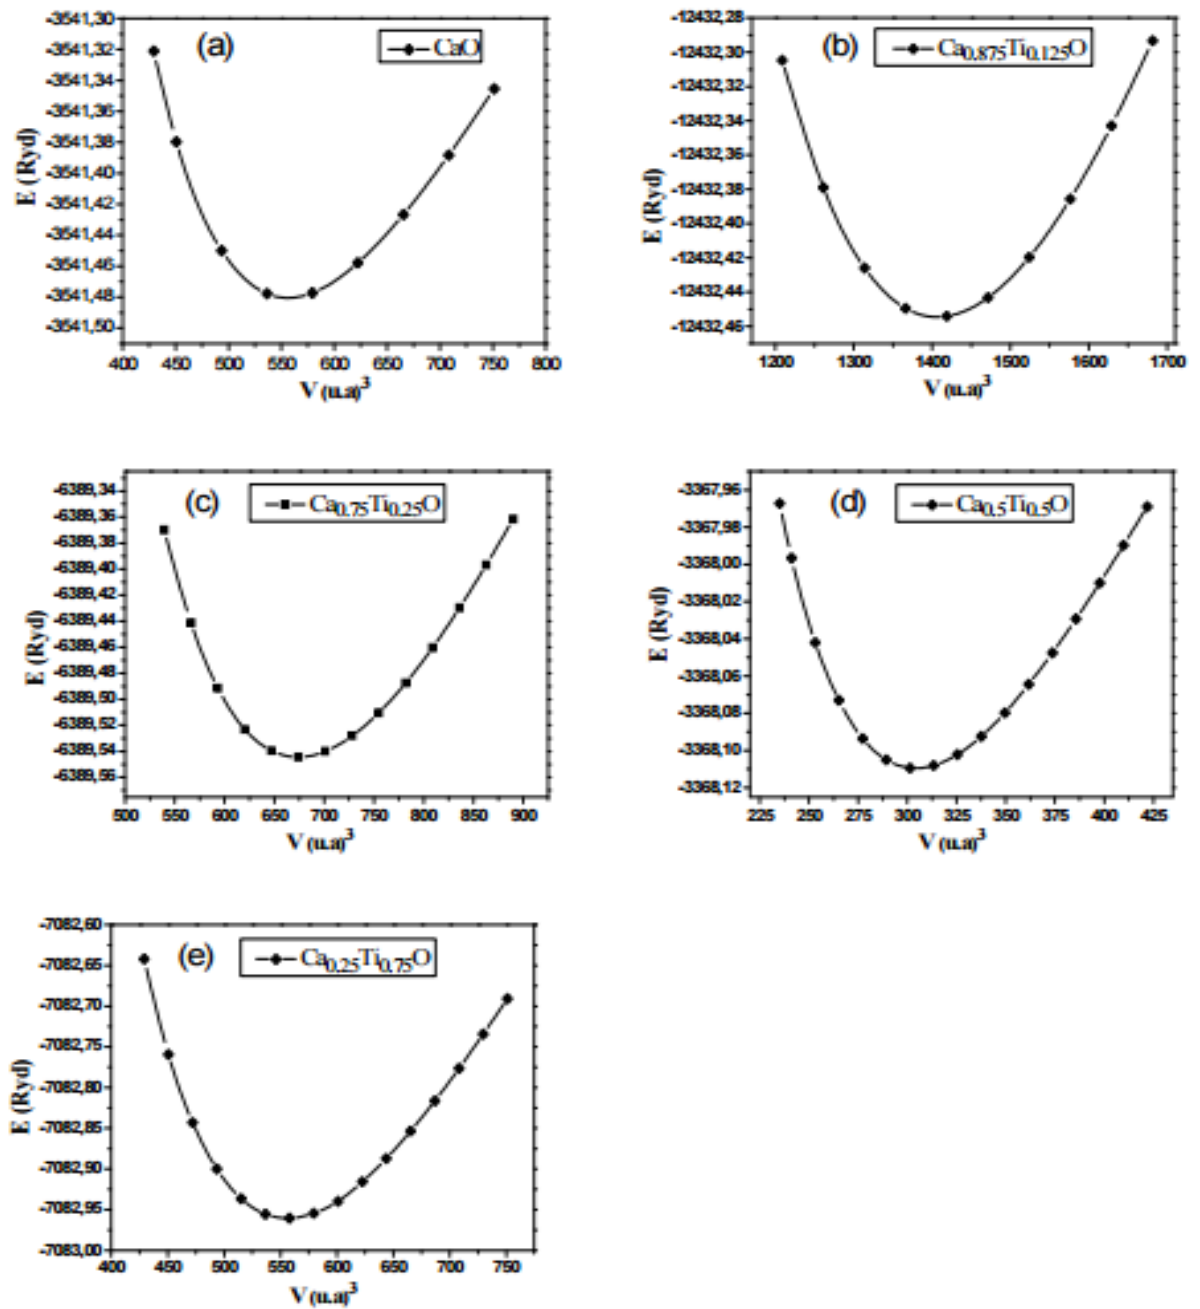 (a)
CaO
E (Ryd)
-3541,30
-3541,32
-3541,34
-3541,36
-3541,38
-3541,40
-3541,42
-3541,44
-3541,46
-3541,48
-3541,50
400 450 500 550 600 650 700 750 800
V (u.a)³
(b)
Ca0.875Ti0.125O
E (Ryd)
-12432,28
-12432,30
-12432,32
-12432,34
-12432,36
-12432,38
-12432,40
-12432,42
-12432,44
-12432,46
1200 1300 1400 1500 1600 1700
V (u.a)³
(c)
Ca0.75Ti0.25O
E (Ryd)
-6389,34
-6389,36
-6389,38
-6389,40
-6389,42
-6389,44
-6389,46
-6389,48
-6389,50
-6389,52
-6389,54
-6389,56
500 550 600 650 700 750 800 850 900
V (u.a)³
(d)
Ca0.5Ti0.5O
E (Ryd)
-3367,96
-3367,98
-3368,00
-3368,02
-3368,04
-3368,06
-3368,08
-3368,10
-3368,12
225 250 275 300 325 350 375 400 425
V (u.a)³
(e)
Ca0.25Ti0.75O
E (Ryd)
-7082,60
-7082,65
-7082,70
-7082,75
-7082,80
-7082,85
-7082,90
-7082,95
-7083,00
400 450 500 550 600 650 700 750
V (u.a)³